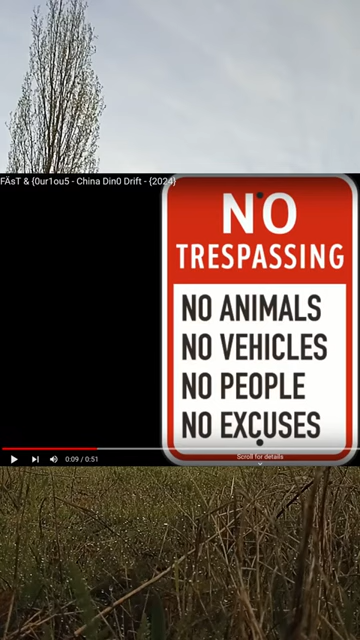 FÄsT & {0ur1ou5 - China Din0 Drift - {2024}
NO
TRESPASSING
NO ANIMALS
NO VEHICLES
NO PEOPLE
NO EXCUSES
0:09 / 0:51
Scroll for details